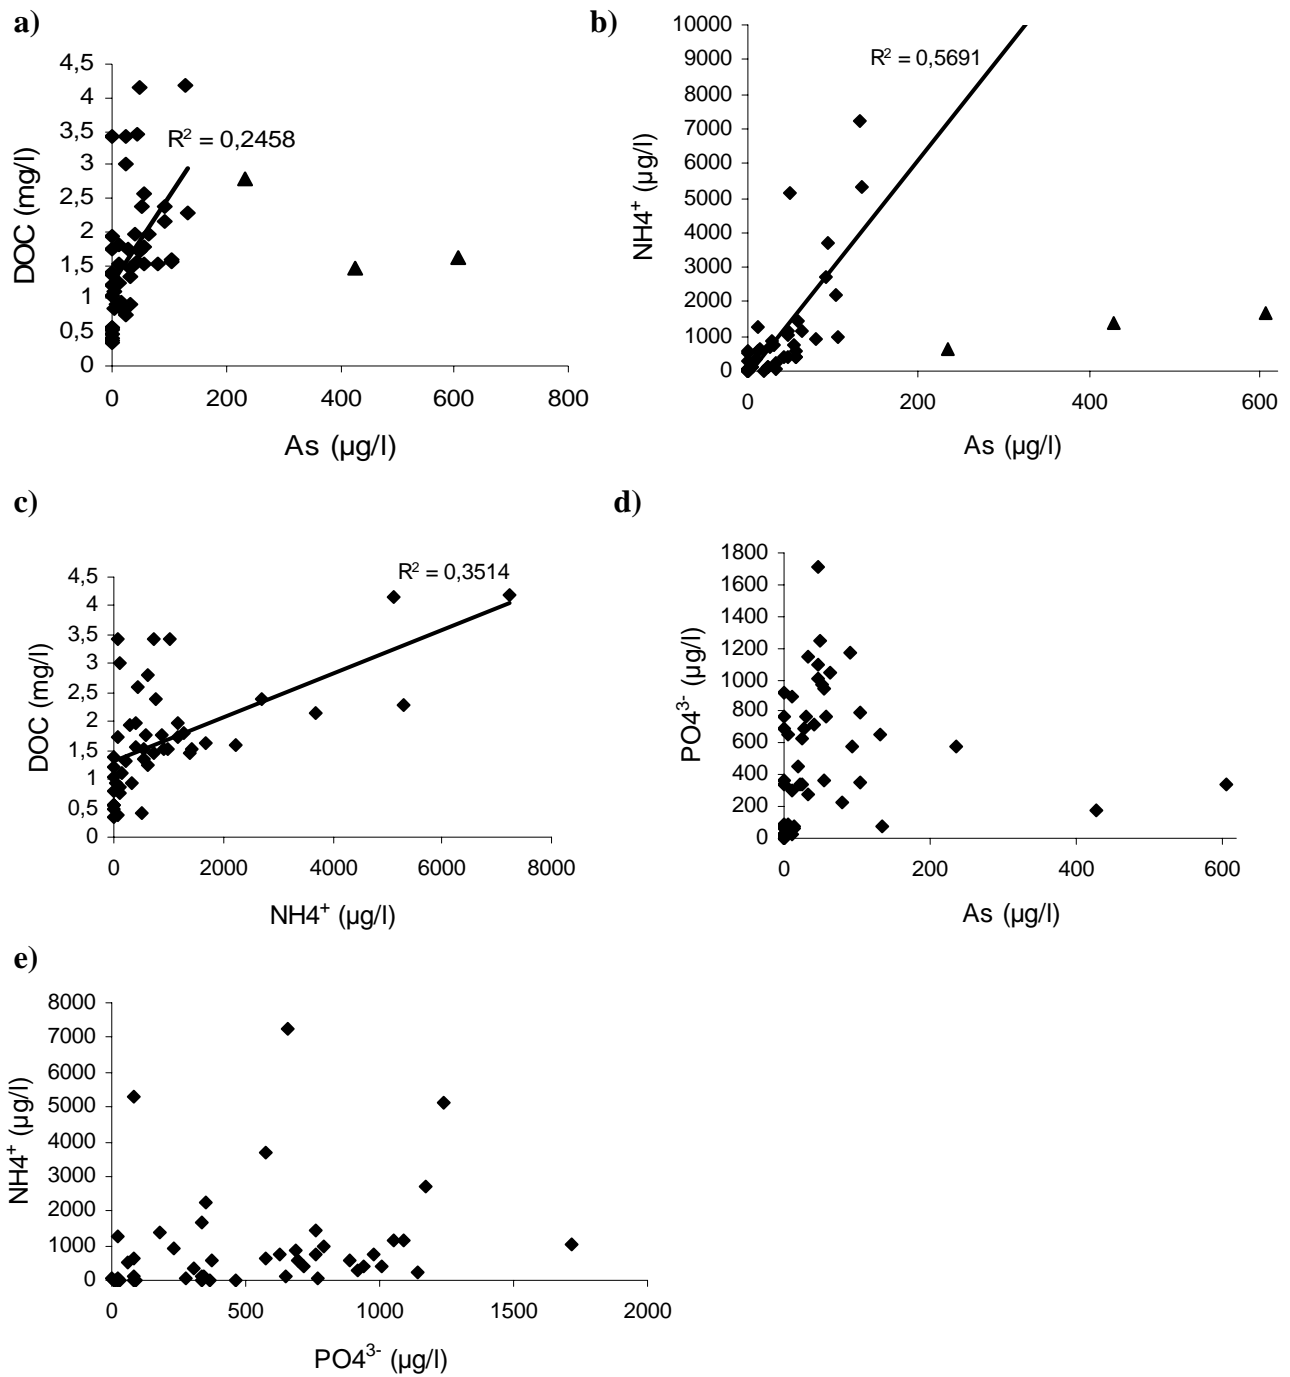 a)
4,5
4
3,5
3
2,5
2
1,5
1
0,5
0
DOC (mg/l)
R² = 0,2458
0 200 400 600 800
As (µg/l)
b)
10000
9000
8000
7000
6000
5000
4000
3000
2000
1000
0
NH4⁺ (µg/l)
R² = 0,5691
0 200 400 600
As (µg/l)
c)
4,5
4
3,5
3
2,5
2
1,5
1
0,5
0
DOC (mg/l)
R² = 0,3514
0 2000 4000 6000 8000
NH4⁺ (µg/l)
d)
1800
1600
1400
1200
1000
800
600
400
200
0
PO4³⁻ (µg/l)
0 200 400 600
As (µg/l)
e)
8000
7000
6000
5000
4000
3000
2000
1000
0
NH4⁺ (µg/l)
0 500 1000 1500 2000
PO4³⁻ (µg/l)